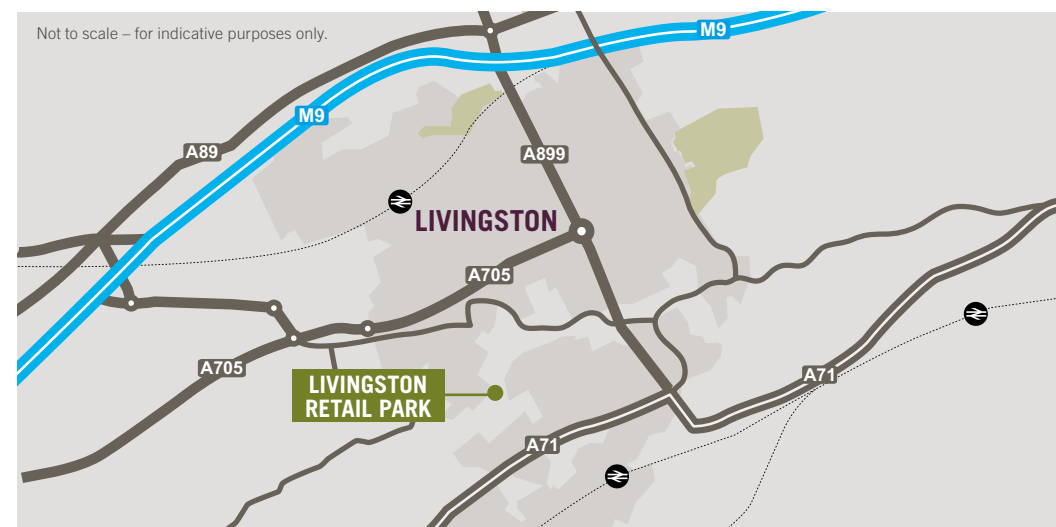 Not to scale – for indicative purposes only.
M9
M9
A89
A899
LIVINGSTON
A705
A705
LIVINGSTON
RETAIL PARK
A71
A71